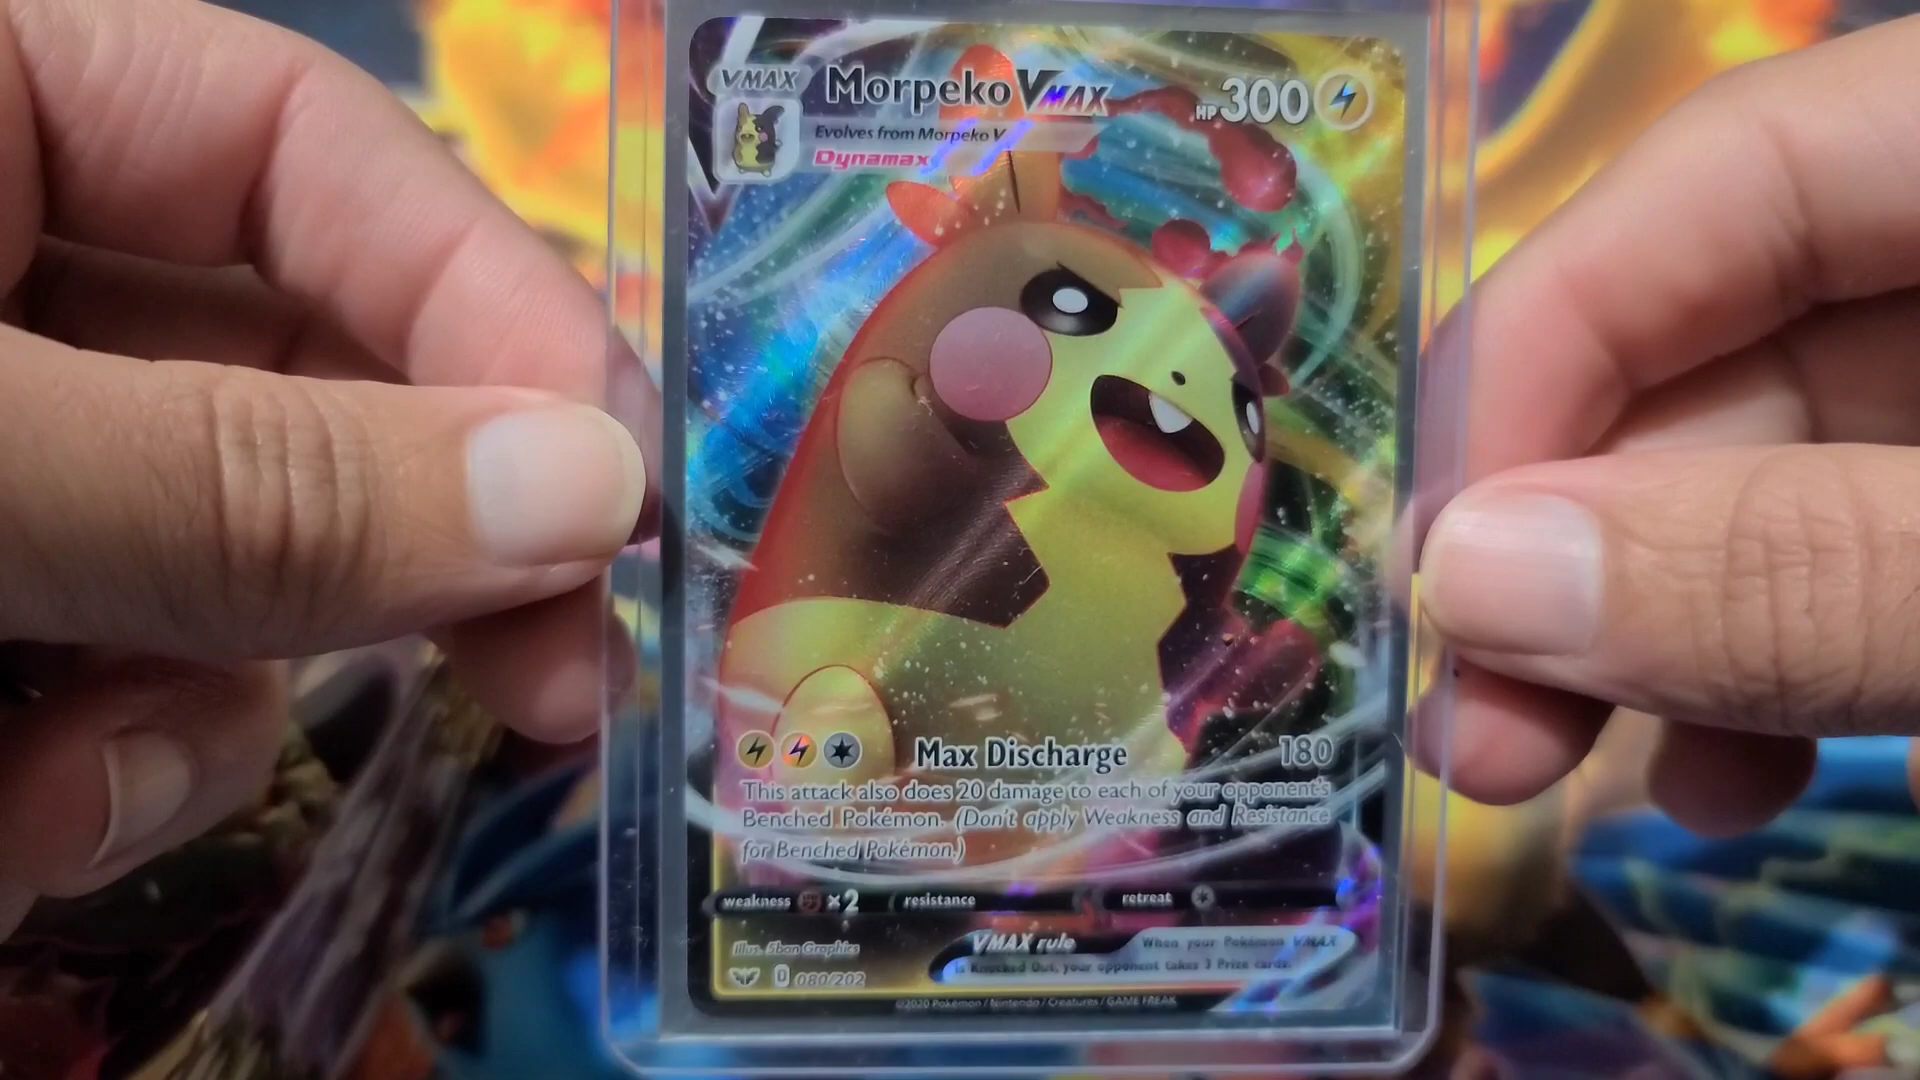 VMAX
Morpeko VMAX
HP 300
Evolves from Morpeko V
Dynamax
Max Discharge 180
This attack also does 20 damage to each of your opponent's
Benched Pokémon. (Don't apply Weakness and Resistance
for Benched Pokémon.)
weakness ×2 resistance retreat
Illus. 5ban Graphics
VMAX rule When your Pokémon VMAX
is Knocked Out, your opponent takes 3 Prize cards.
D 080/202
©2020 Pokémon / Nintendo / Creatures / GAME FREAK